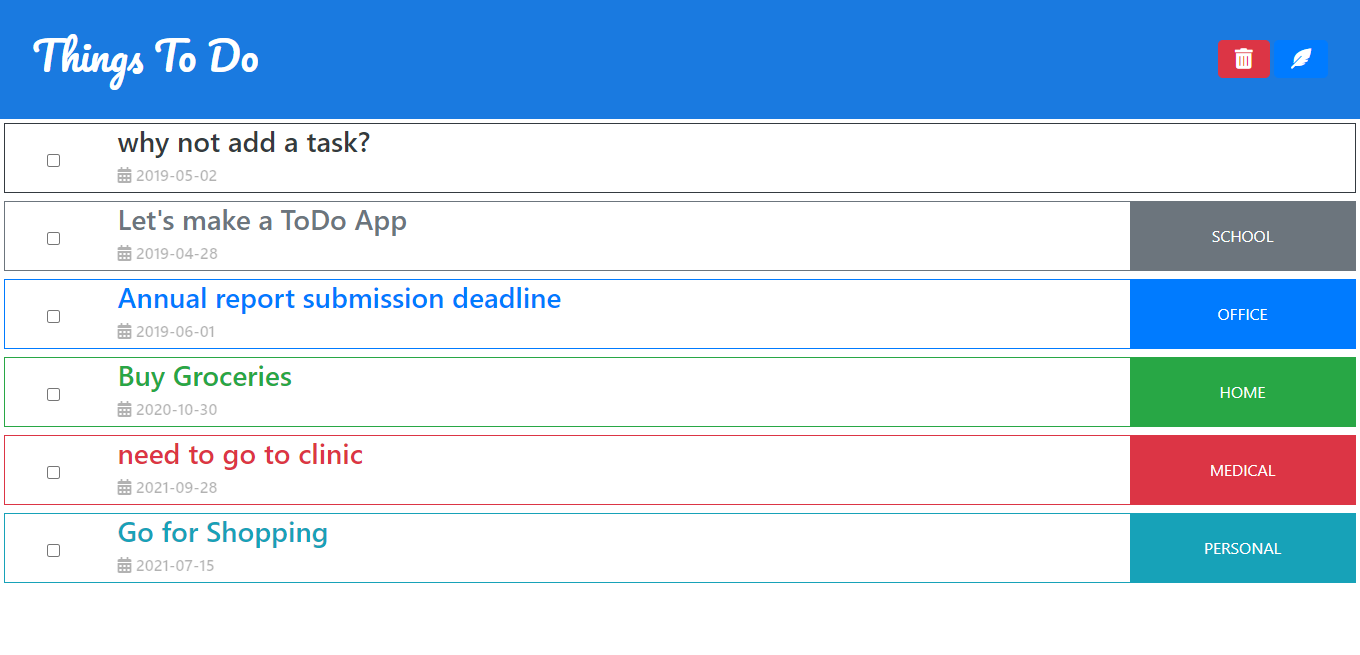 Things To Do
why not add a task?
2019-05-02
Let's make a ToDo App
2019-04-28
SCHOOL
Annual report submission deadline
2019-06-01
OFFICE
Buy Groceries
2020-10-30
HOME
need to go to clinic
2021-09-28
MEDICAL
Go for Shopping
2021-07-15
PERSONAL